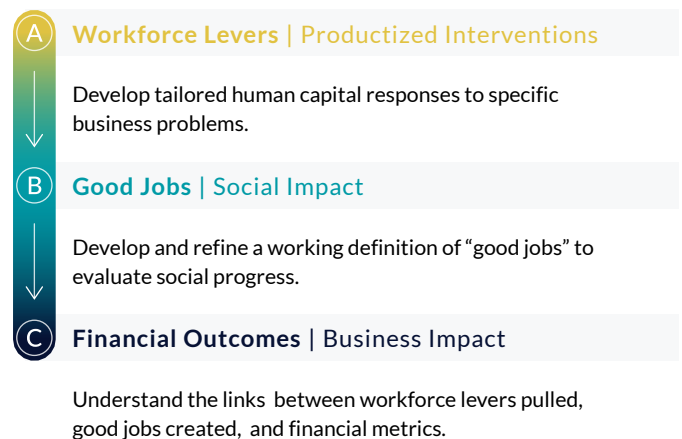 A
Workforce Levers | Productized Interventions
Develop tailored human capital responses to specific
business problems.
B
Good Jobs | Social Impact
Develop and refine a working definition of “good jobs” to
evaluate social progress.
C
Financial Outcomes | Business Impact
Understand the links between workforce levers pulled,
good jobs created, and financial metrics.